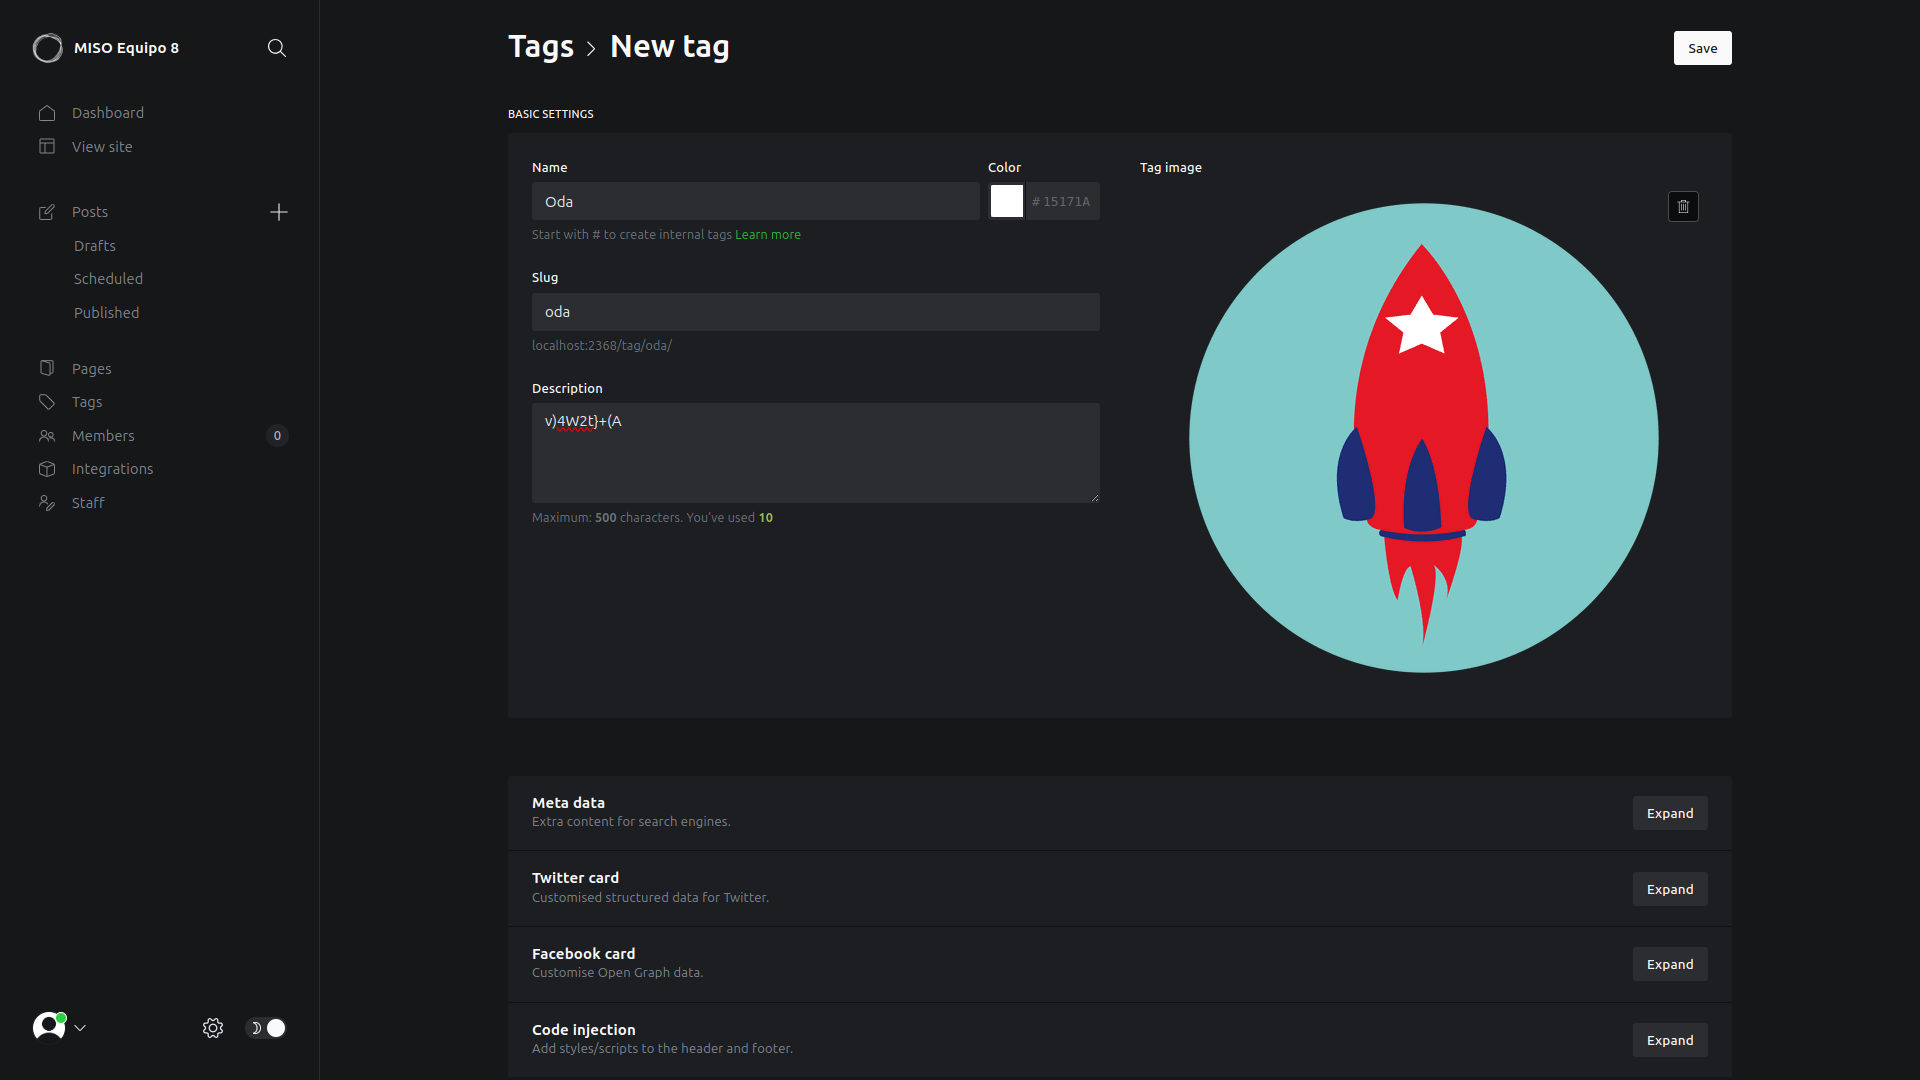 MISO Equipo 8
Dashboard
View site
Posts
Drafts
Scheduled
Published
Pages
Tags
Members 0
Integrations
Staff
Tags > New tag
Save
BASIC SETTINGS
Name
Oda
Start with # to create internal tags Learn more
Color
# 15171A
Slug
oda
localhost:2368/tag/oda/
Description
v)4W2t}+(A
Maximum: 500 characters. You've used 10
Tag image
Meta data
Extra content for search engines.
Expand
Twitter card
Customised structured data for Twitter.
Expand
Facebook card
Customise Open Graph data.
Expand
Code injection
Add styles/scripts to the header and footer.
Expand